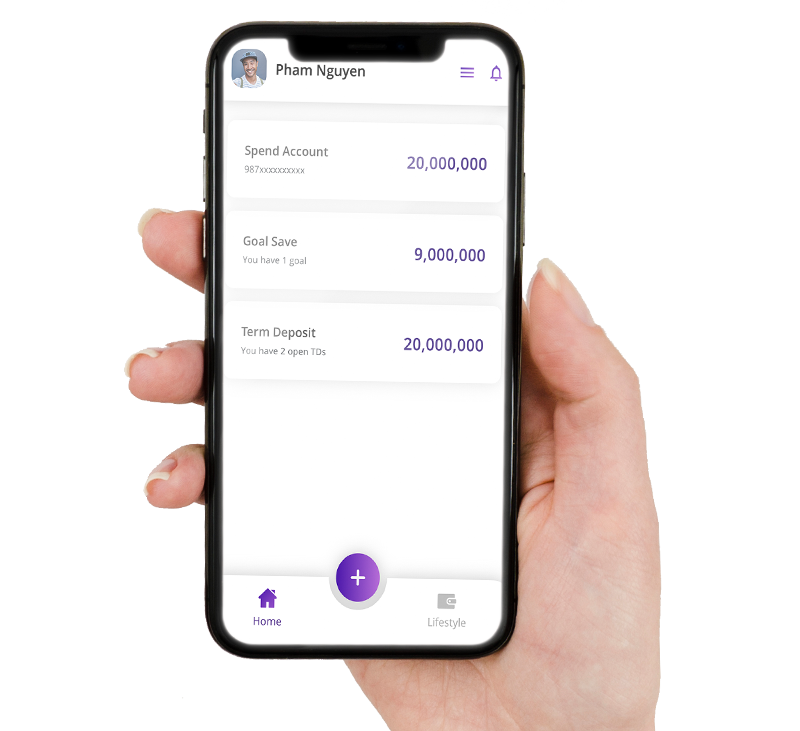 Pham Nguyen
Spend Account
987xxxxxxxxxx
20,000,000
Goal Save
You have 1 goal
9,000,000
Term Deposit
You have 2 open TDs
20,000,000
Home
Lifestyle